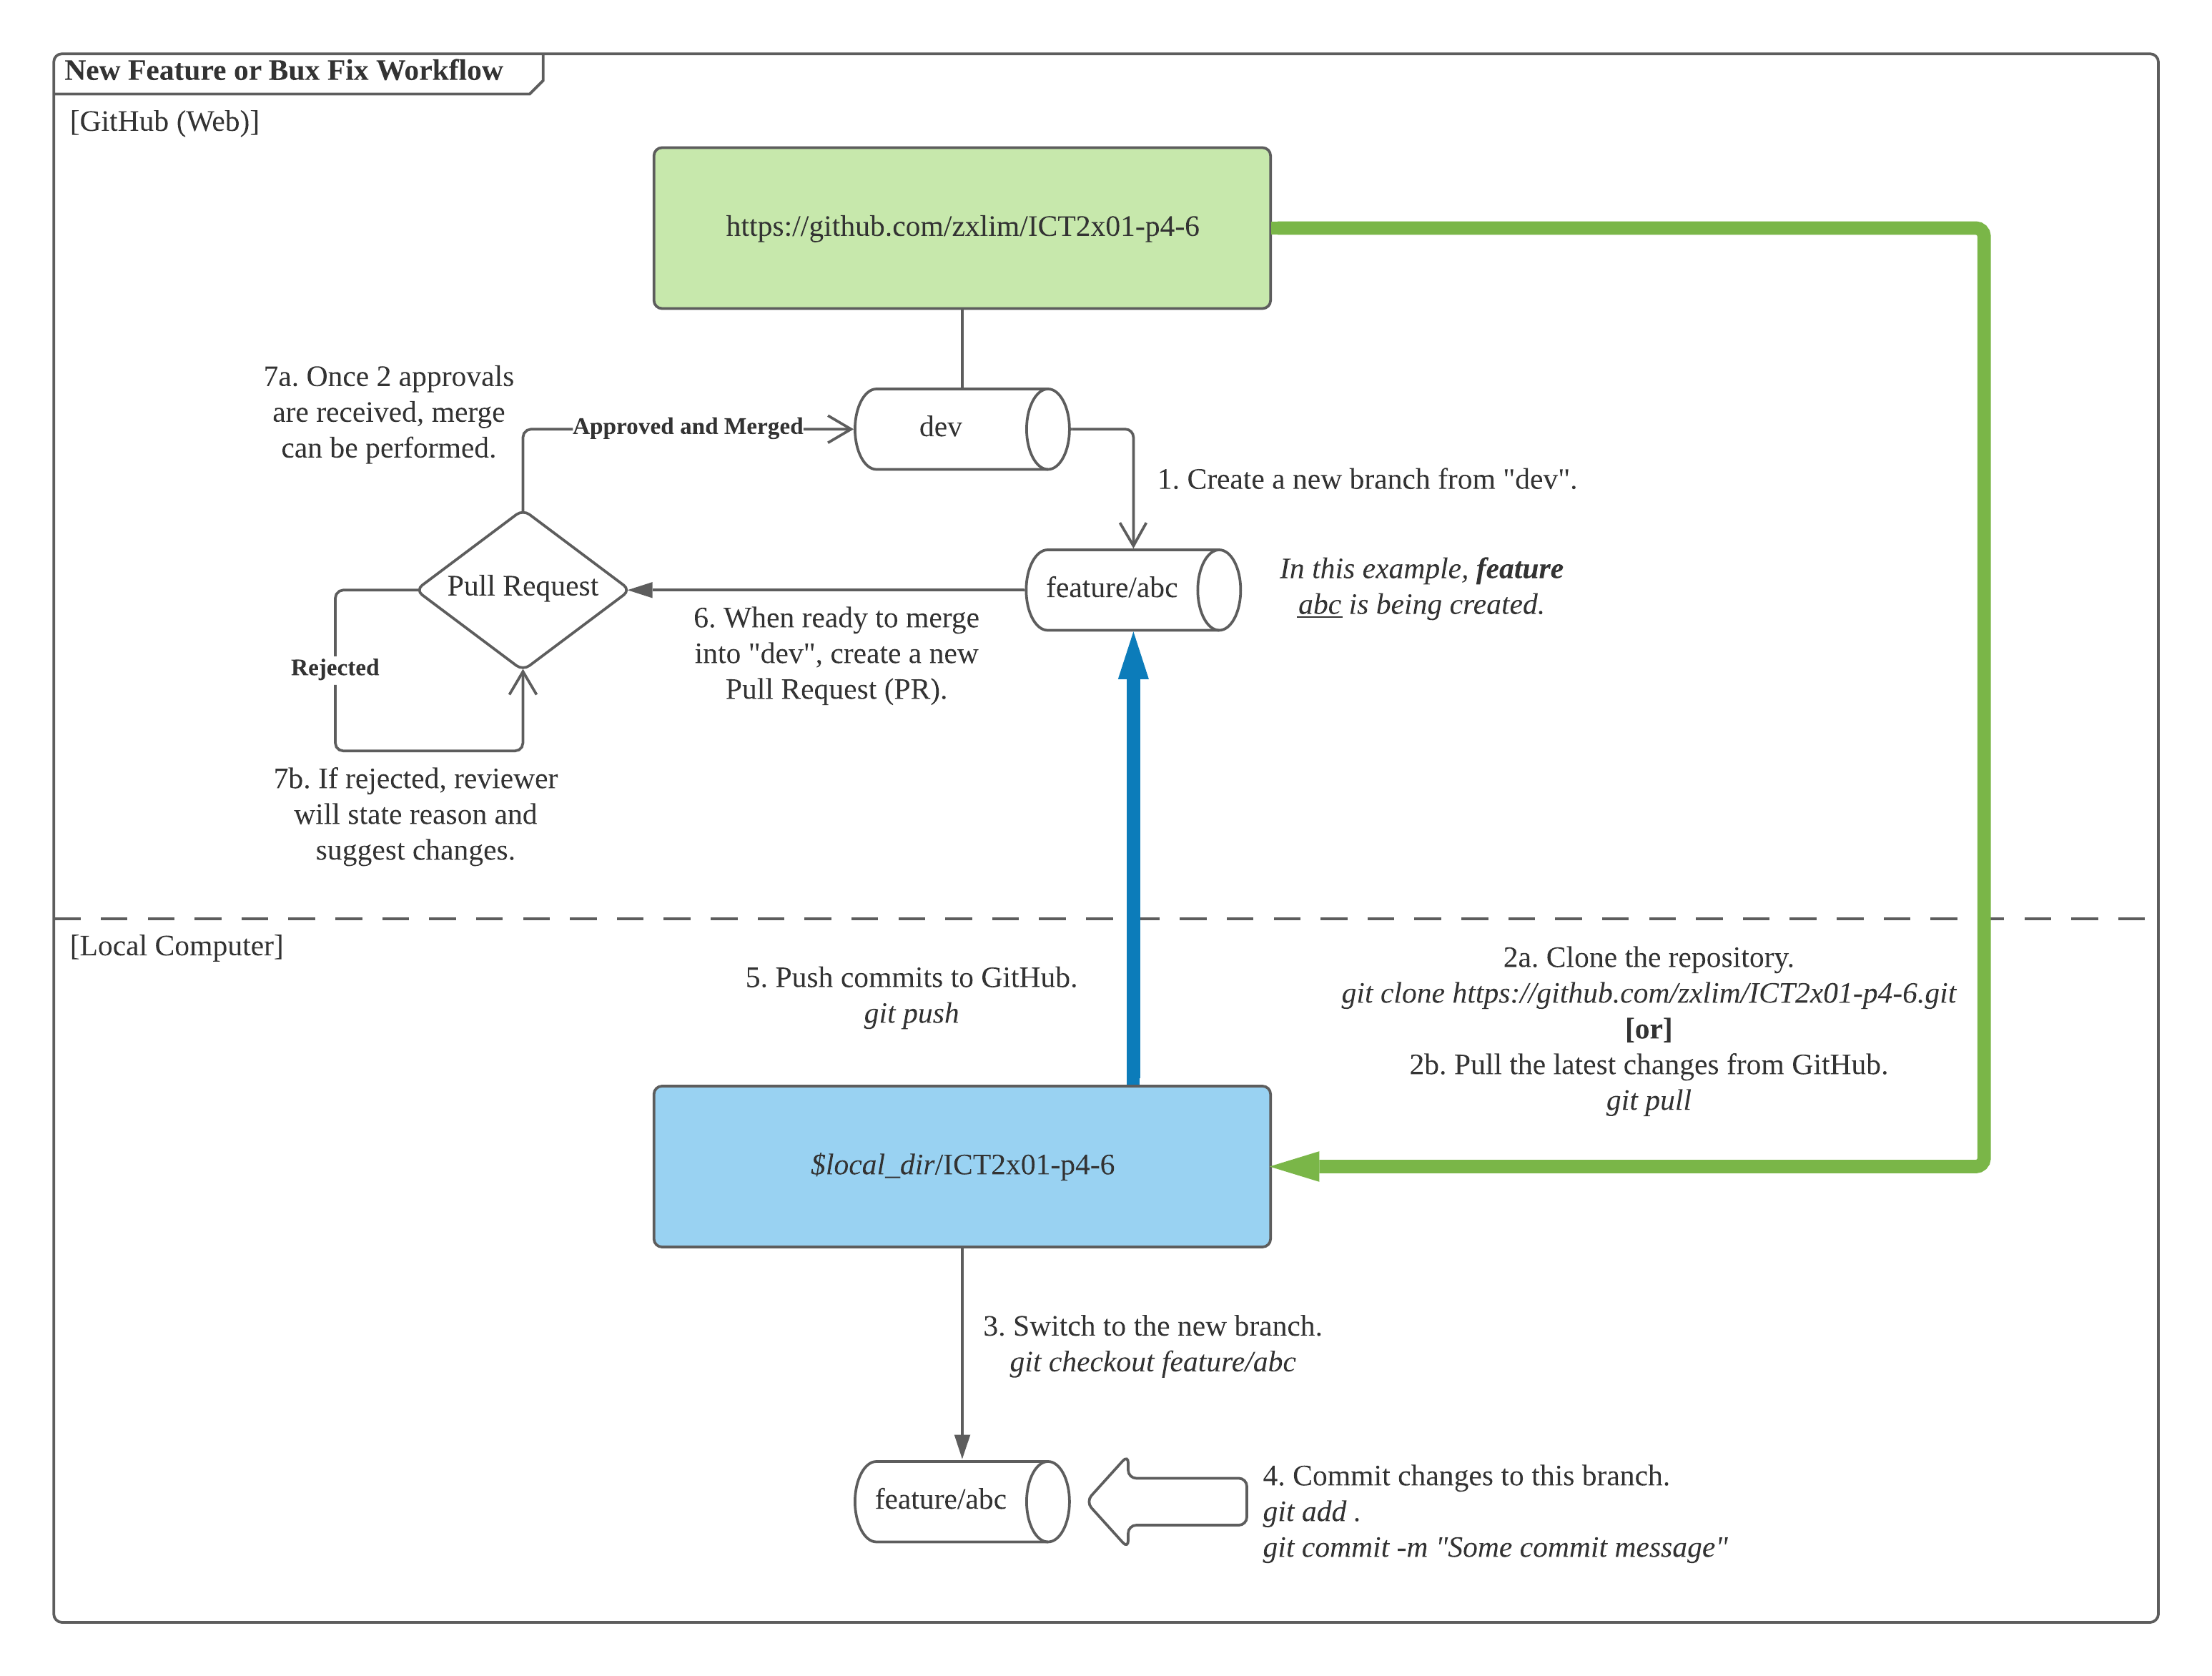 New Feature or Bux Fix Workflow
[GitHub (Web)]
https://github.com/zxlim/ICT2x01-p4-6
7a. Once 2 approvals
are received, merge
can be performed.
Approved and Merged
dev
1. Create a new branch from "dev".
Pull Request
feature/abc
In this example, feature
abc is being created.
6. When ready to merge
into "dev", create a new
Pull Request (PR).
Rejected
7b. If rejected, reviewer
will state reason and
suggest changes.
[Local Computer]
5. Push commits to GitHub.
git push
2a. Clone the repository.
git clone https://github.com/zxlim/ICT2x01-p4-6.git
[or]
2b. Pull the latest changes from GitHub.
git pull
$local_dir/ICT2x01-p4-6
3. Switch to the new branch.
git checkout feature/abc
feature/abc
4. Commit changes to this branch.
git add .
git commit -m "Some commit message"